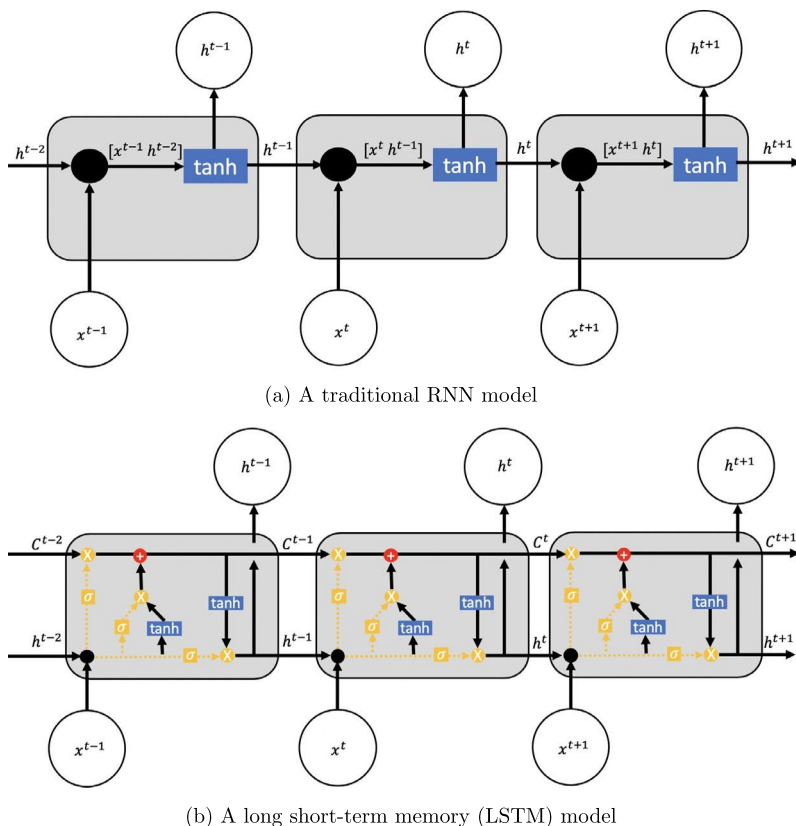 h^{t-1} h^t h^{t+1}
h^{t-2} [x^{t-1} h^{t-2}] tanh h^{t-1} [x^t h^{t-1}] tanh h^t [x^{t+1} h^t] tanh h^{t+1}
x^{t-1} x^t x^{t+1}
(a) A traditional RNN model
h^{t-1} h^t h^{t+1}
C^{t-2} X + C^{t-1} X + C^t X + C^{t+1}
σ X tanh σ X tanh σ X tanh
σ tanh σ tanh σ tanh
h^{t-2} σ X h^{t-1} σ X h^t σ X h^{t+1}
x^{t-1} x^t x^{t+1}
(b) A long short-term memory (LSTM) model